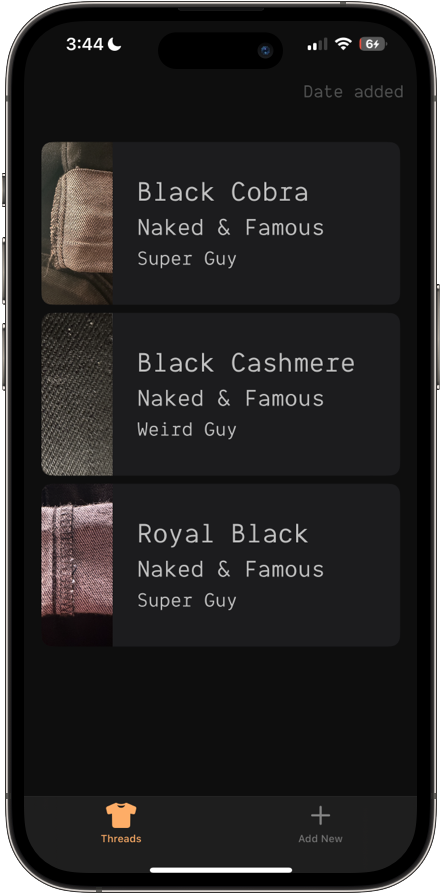 3:44
6
Date added
Black Cobra
Naked & Famous
Super Guy
Black Cashmere
Naked & Famous
Weird Guy
Royal Black
Naked & Famous
Super Guy
Threads
Add New